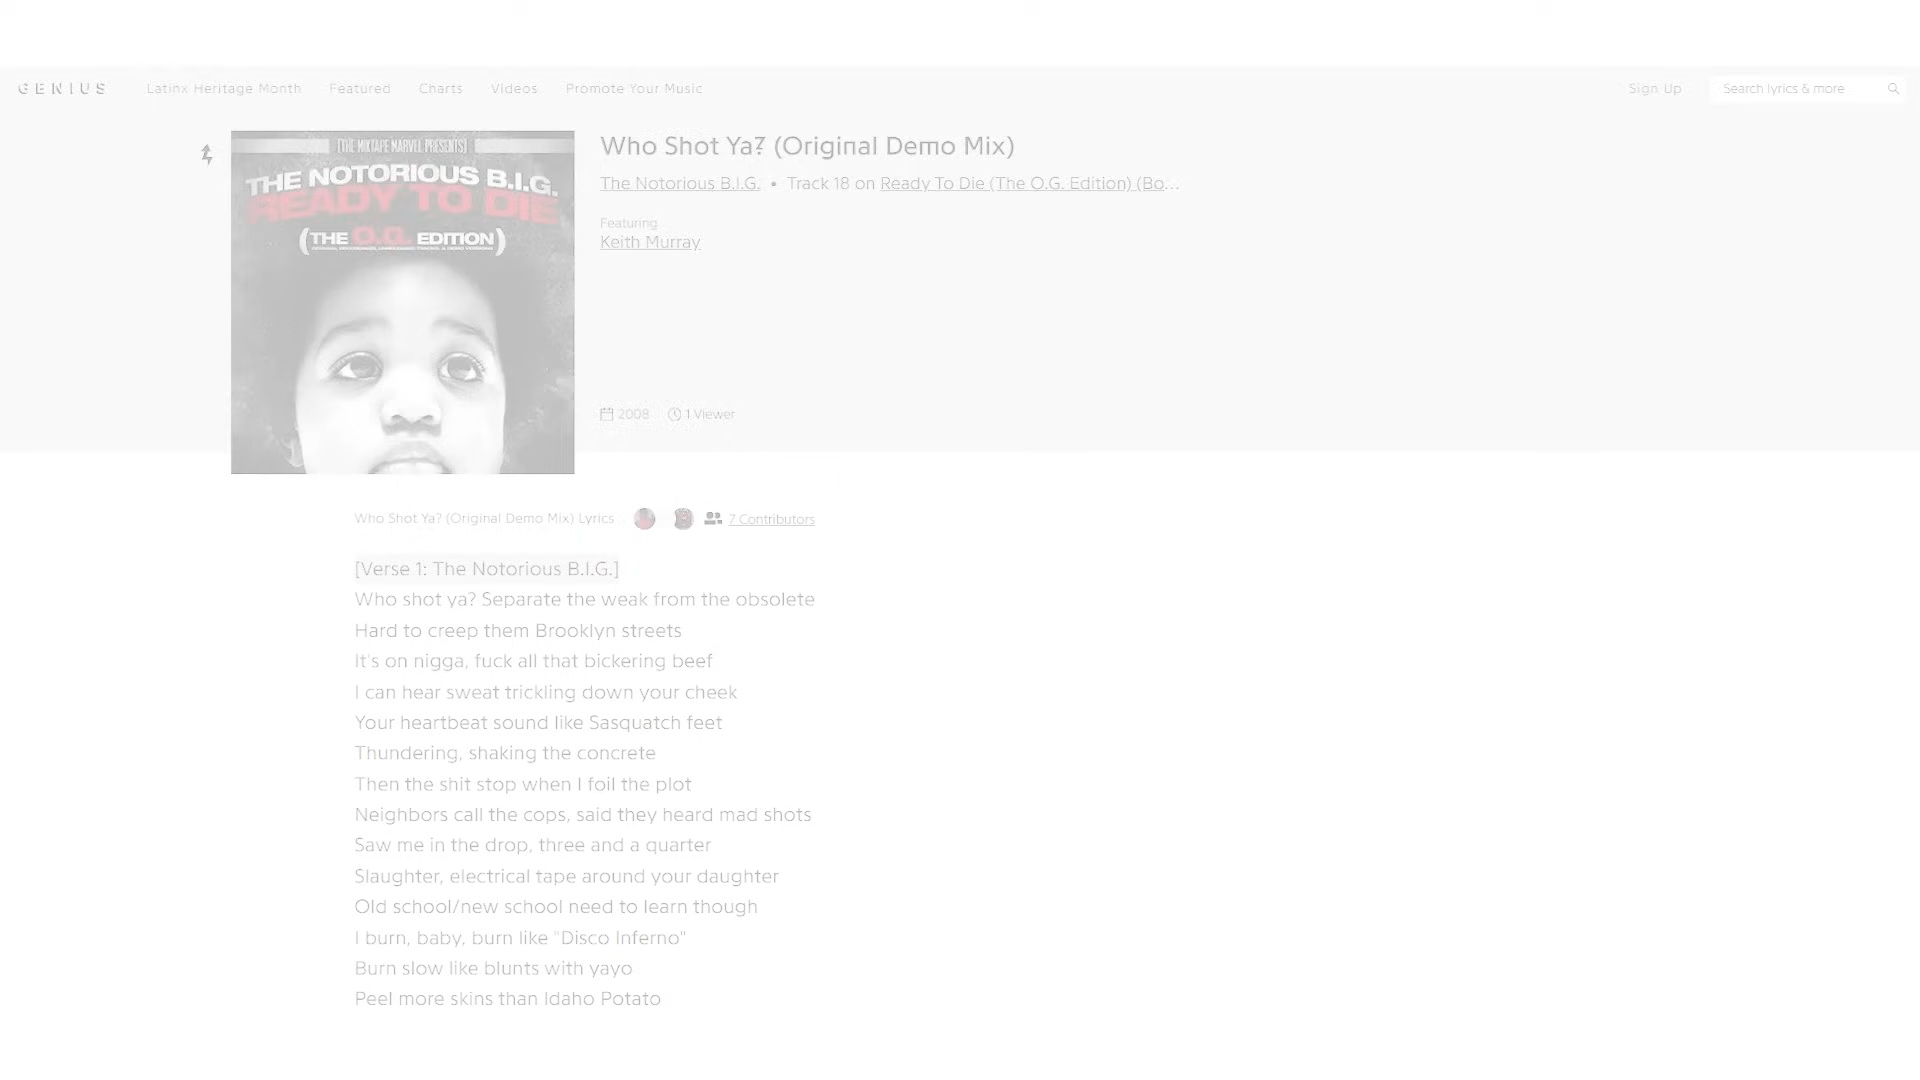 GENIUS Latinx Heritage Month Featured Charts Videos Promote Your Music Sign Up Search lyrics & more
[THE MIXTAPE MARVEL PRESENTS]
THE NOTORIOUS B.I.G.
READY TO DIE
(THE O.G. EDITION)
Who Shot Ya? (Original Demo Mix)
The Notorious B.I.G. • Track 18 on Ready To Die (The O.G. Edition) (Bo...
Featuring
Keith Murray
2008 1 Viewer
Who Shot Ya? (Original Demo Mix) Lyrics 7 Contributors
[Verse 1: The Notorious B.I.G.]
Who shot ya? Separate the weak from the obsolete
Hard to creep them Brooklyn streets
It's on nigga, fuck all that bickering beef
I can hear sweat trickling down your cheek
Your heartbeat sound like Sasquatch feet
Thundering, shaking the concrete
Then the shit stop when I foil the plot
Neighbors call the cops, said they heard mad shots
Saw me in the drop, three and a quarter
Slaughter, electrical tape around your daughter
Old school/new school need to learn though
I burn, baby, burn like "Disco Inferno"
Burn slow like blunts with yayo
Peel more skins than Idaho Potato